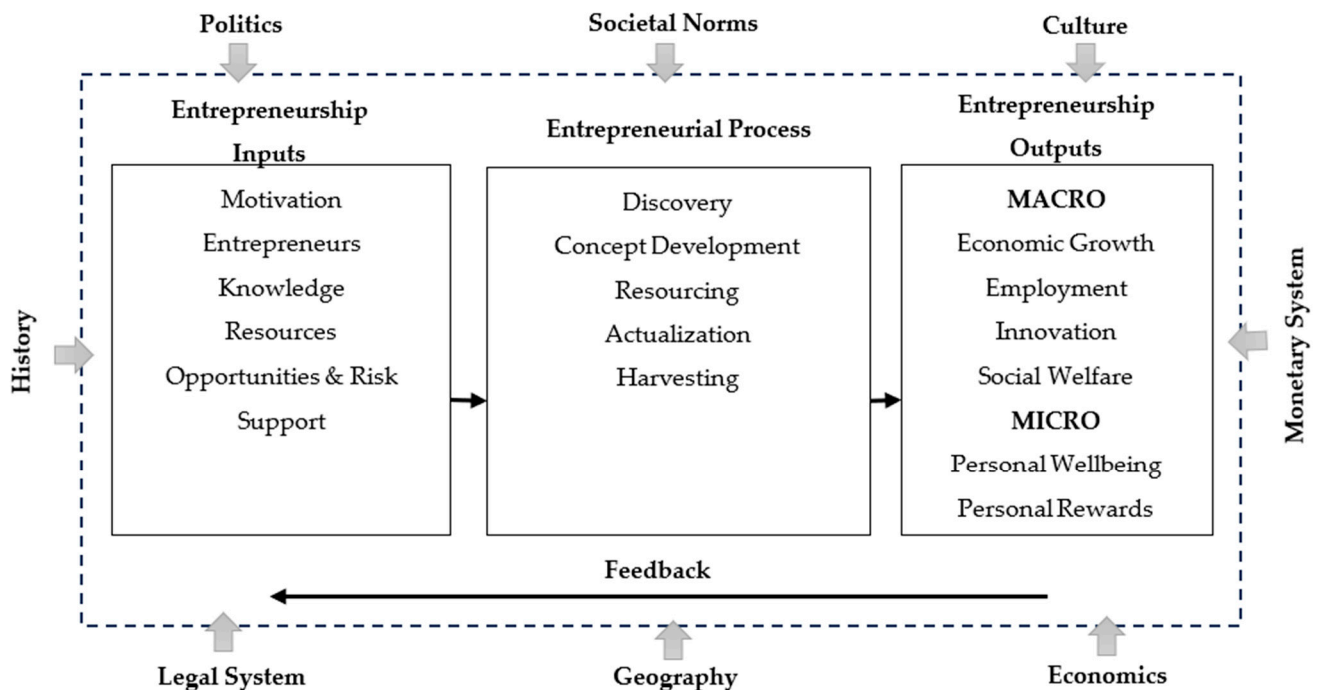 Politics
Societal Norms
Culture
Entrepreneurship
Inputs
Motivation
Entrepreneurs
Knowledge
Resources
Opportunities & Risk
Support
Entrepreneurial Process
Discovery
Concept Development
Resourcing
Actualization
Harvesting
Entrepreneurship
Outputs
MACRO
Economic Growth
Employment
Innovation
Social Welfare
MICRO
Personal Wellbeing
Personal Rewards
History
Monetary System
Feedback
Legal System
Geography
Economics